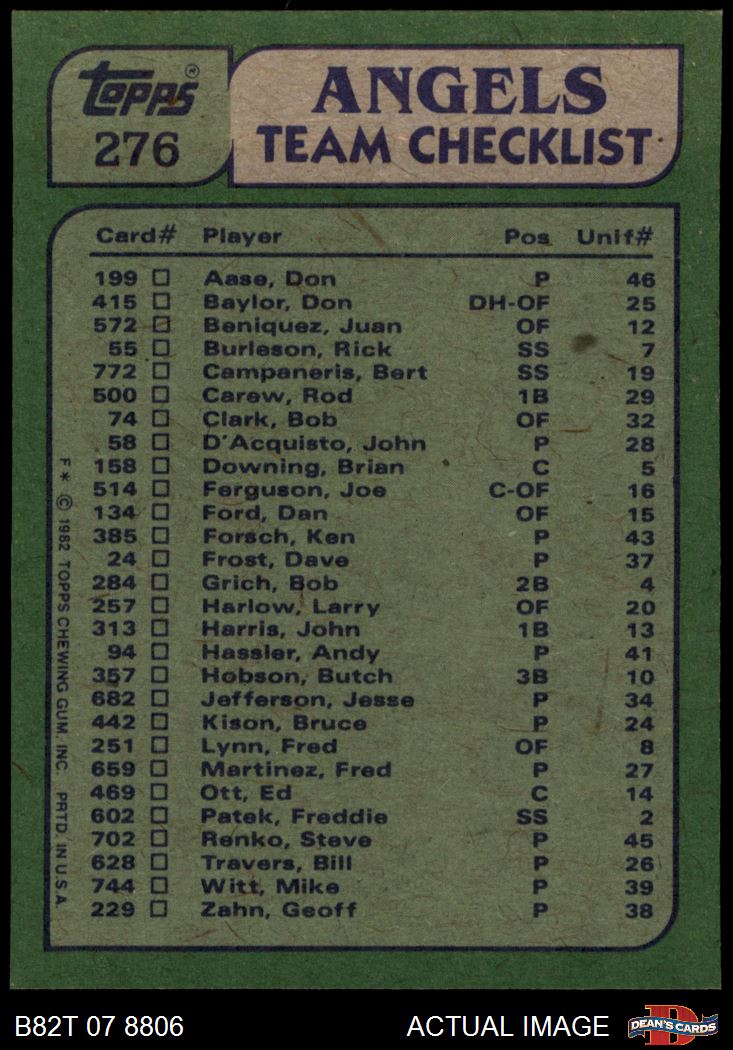 topps®
276
ANGELS
TEAM CHECKLIST
Card# Player Pos Unif#
199 Aase, Don P 46
415 Baylor, Don DH-OF 25
572 Beniquez, Juan OF 12
55 Burleson, Rick SS 7
772 Campaneris, Bert SS 19
500 Carew, Rod 1B 29
74 Clark, Bob OF 32
58 D'Acquisto, John P 28
158 Downing, Brian C 5
514 Ferguson, Joe C-OF 16
134 Ford, Dan OF 15
385 Forsch, Ken P 43
24 Frost, Dave P 37
284 Grich, Bob 2B 4
257 Harlow, Larry OF 20
313 Harris, John 1B 13
94 Hassler, Andy P 41
357 Hobson, Butch 3B 10
682 Jefferson, Jesse P 34
442 Kison, Bruce P 24
251 Lynn, Fred OF 8
659 Martinez, Fred P 27
469 Ott, Ed C 14
602 Patek, Freddie SS 2
702 Renko, Steve P 45
628 Travers, Bill P 26
744 Witt, Mike P 39
229 Zahn, Geoff P 38
F* © 1982 TOPPS CHEWING GUM, INC. PRTD. IN U.S.A.
B82T 07 8806
ACTUAL IMAGE
DEAN'S CARDS